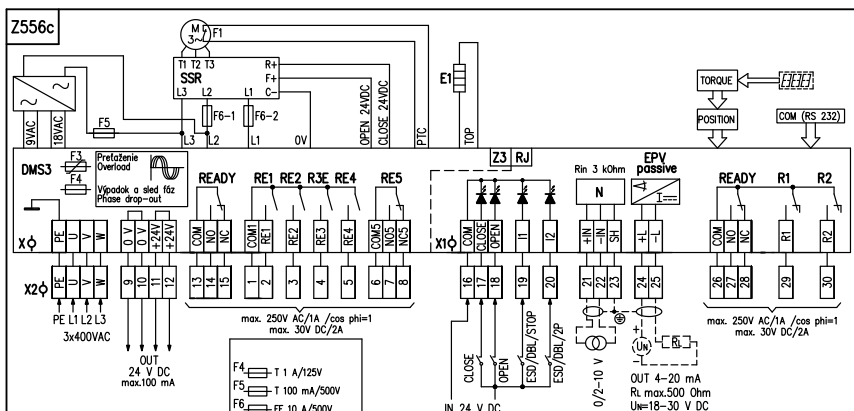 Z556c
M
3~
F1
T1 T2 T3
R+
SSR
F+
L3 L2 L1 C-
E1
TORQUE
POSITION
COM (RS 232)
9VAC
18VAC
F5
F6-1
F6-2
L3 L2 L1
0V
OPEN 24VDC
CLOSE 24VDC
PTC
TOP
DMS3
F3
F4
Pretaženie
Overload
Výpadok a sled fáz
Phase drop-out
READY
RE1 RE2 R3E RE4
RE5
Z3 RJ
Rin 3 kOhm
N
EPV
passive
I
READY
R1 R2
X
PE U V W
0 V 0 V +24V +24V
COM NO NC
COM1 RE1 RE2 RE3 RE4
COM5 NO5 NC5
X1
COM CLOSE OPEN I1 I2
+IN -IN SH
+L -L
COM NO NC R1 R2
X2
PE U V W
9 10 11 12
13 14 15
1 2 3 4 5
6 7 8
16 17 18 19 20
21 22 23
24 25
26 27 28 29 30
PE L1 L2 L3
3x400VAC
OUT
24 V DC
max.100 mA
max. 250V AC/1A /cos phi=1
max. 30V DC/2A
F4 T 1 A/125V
F5 T 100 mA/500V
F6 FF 10 A/500V
CLOSE
OPEN
ESD/DBL/STOP
ESD/DBL/2P
IN 24 V DC
0/2-10 V
+
UN
-
RL
OUT 4-20 mA
RL max.500 Ohm
UN=18-30 V DC
max. 250V AC/1A /cos phi=1
max. 30V DC/2A